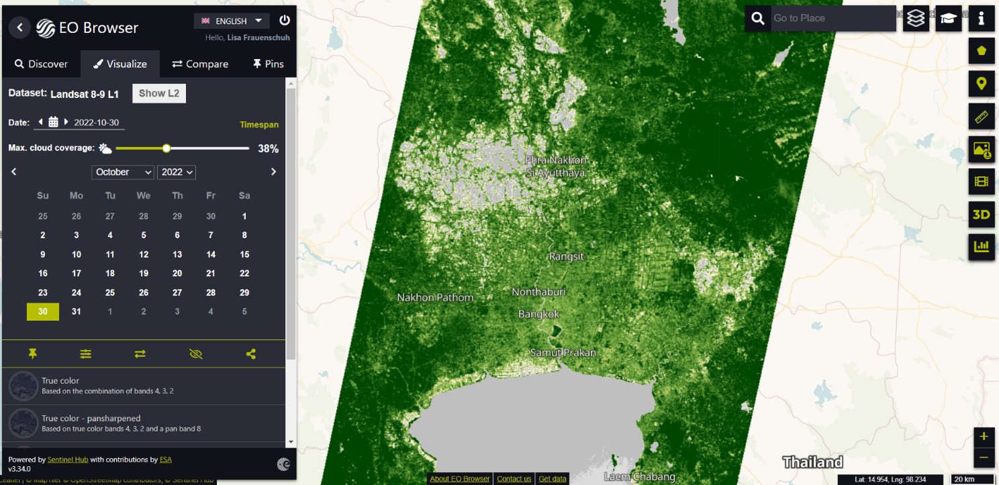 EO Browser
ENGLISH
Hello, Lisa Frauenschuh
Discover
Visualize
Compare
Pins
Dataset: Landsat 8-9 L1
Show L2
Date: 2022-10-30
Timespan
Max. cloud coverage: 38%
October 2022
Su Mo Tu We Th Fr Sa
25 26 27 28 29 30 1
2 3 4 5 6 7 8
9 10 11 12 13 14 15
16 17 18 19 20 21 22
23 24 25 26 27 28 29
30 31 1 2 3 4 5
True color
Based on the combination of bands 4, 3, 2
True color - pansharpened
Based on true color bands 4, 3, 2 and a pan band 8
Powered by Sentinel Hub with contributions by ESA
v3.34.0
Leaflet | © MapTiler © OpenStreetMap contributors, © Sentinel Hub
Go to Place
3D
Phra Nakhon
Si Ayutthaya
Rangsit
Nakhon Pathom
Nonthaburi
Bangkok
Samut Prakan
Thailand
Laem Chabang
About EO Browser
Contact us
Get data
Lat: 14.954, Lng: 98.234
20 km